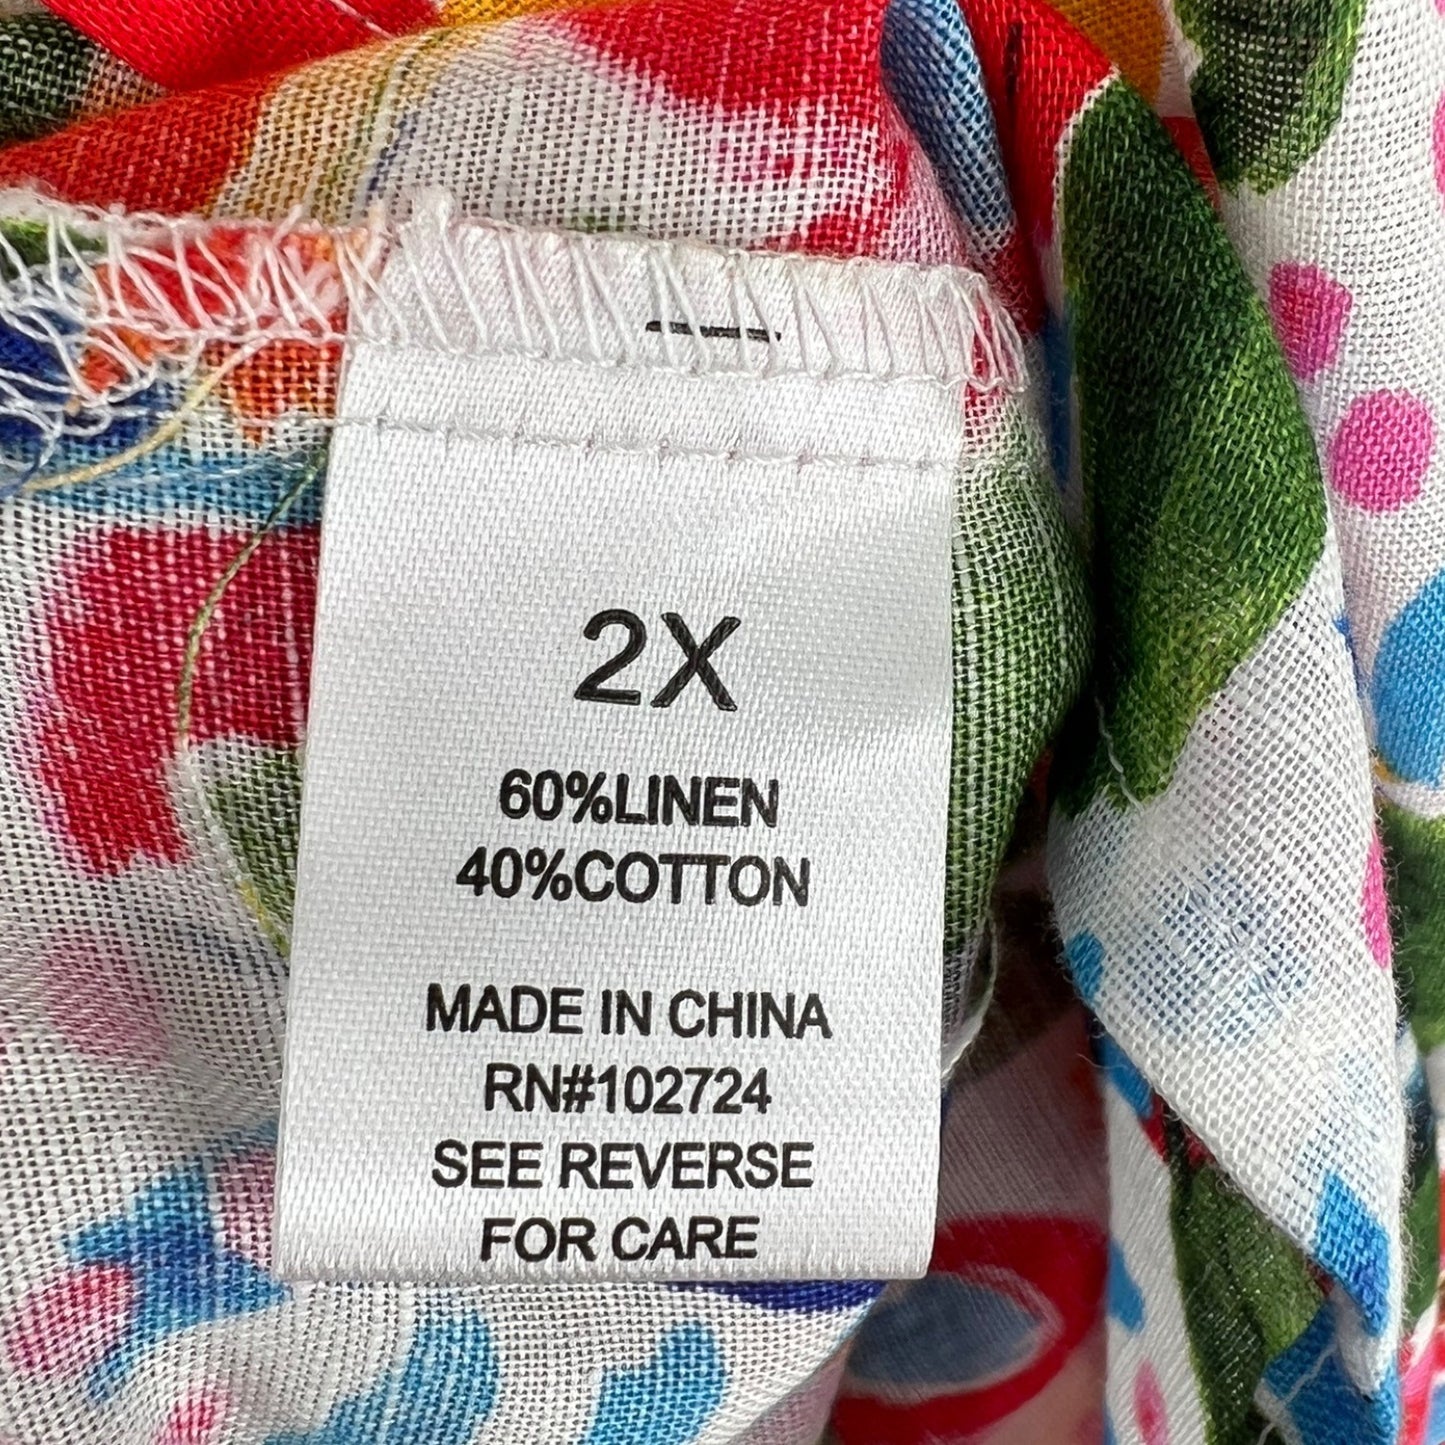 2X
60%LINEN
40%COTTON
MADE IN CHINA
RN#102724
SEE REVERSE
FOR CARE